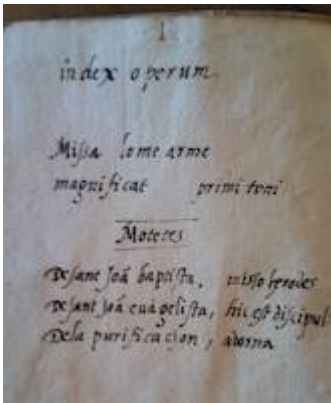 1
index operum
Missa lome arme
magnificat primi toni
Motetes
De sant Joã baptista, misso herodes
De sant Joã euãgelista, hic est discipul
Dela purificacion, adorna